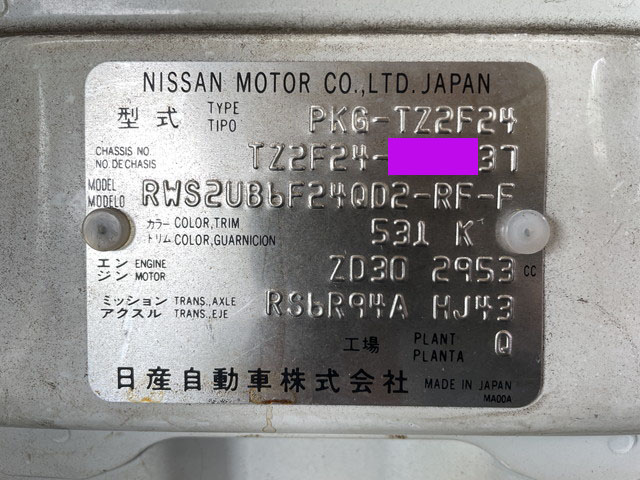 NISSAN MOTOR CO.,LTD. JAPAN
型式 TYPE TIPO PKG-TZ2F24
CHASSIS NO. NO. DE CHASIS TZ2F24- 37
MODEL MODELO RWS2UB6F24QD2-RF-F
カラー COLOR,TRIM
トリム COLOR,GUARNICION 531 K
エンジン ENGINE MOTOR ZD30 2953 CC
ミッション TRANS.,AXLE
アクスル TRANS.,EJE RS6R94A HJ43
工場 PLANT PLANTA Q
日産自動車株式会社 MADE IN JAPAN
MA00A